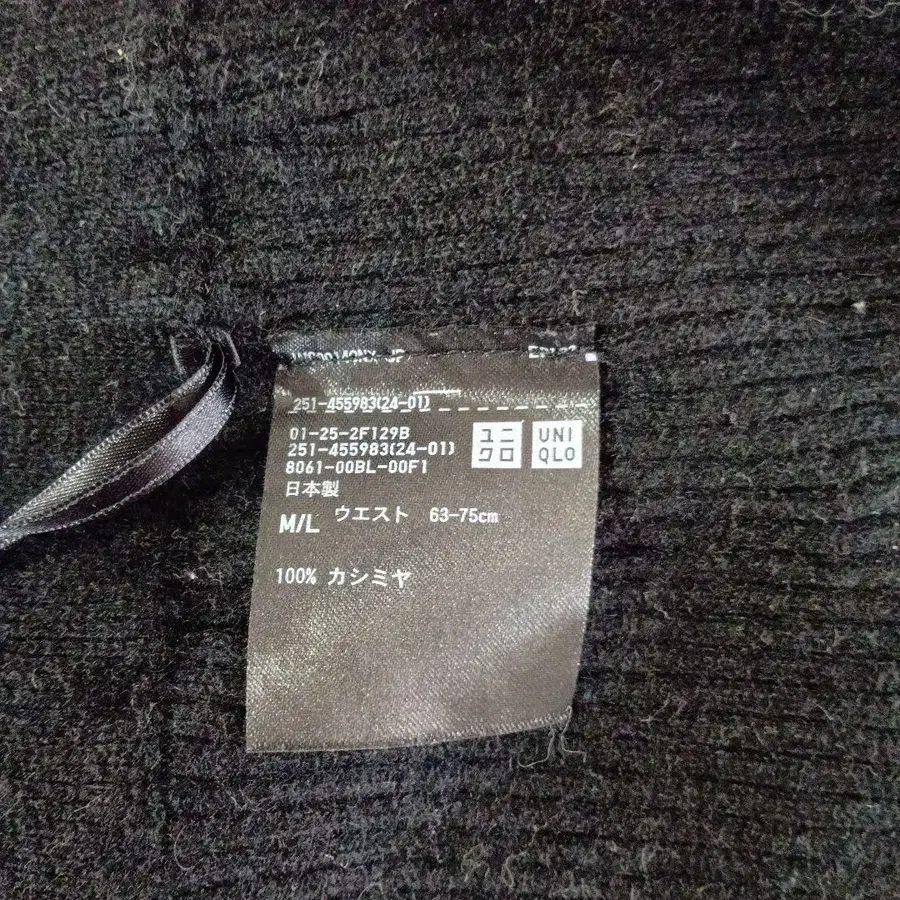 251-455983(24-01)
01-25-2F129B
251-455983(24-01)
8061-00BL-00F1
日本製
ユニ
クロ
UNI
QLO
M/L ウエスト 63-75cm
100% カシミヤ